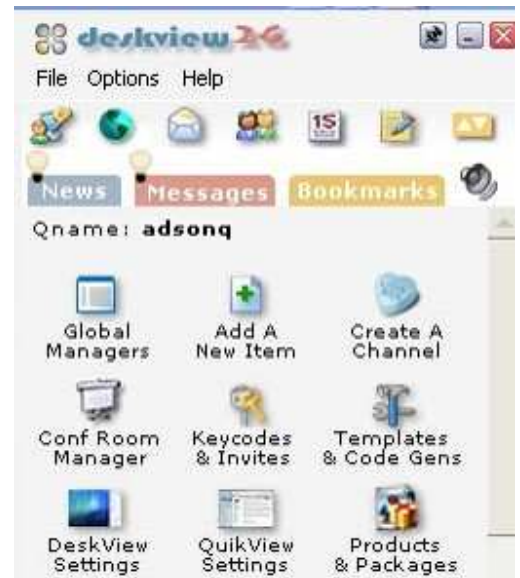 deskview2G
File Options Help
15
News Messages Bookmarks
Qname: adsonq
Global Managers
Add A New Item
Create A Channel
Conf Room Manager
Keycodes & Invites
Templates & Code Gens
DeskView Settings
QuikView Settings
Products & Packages